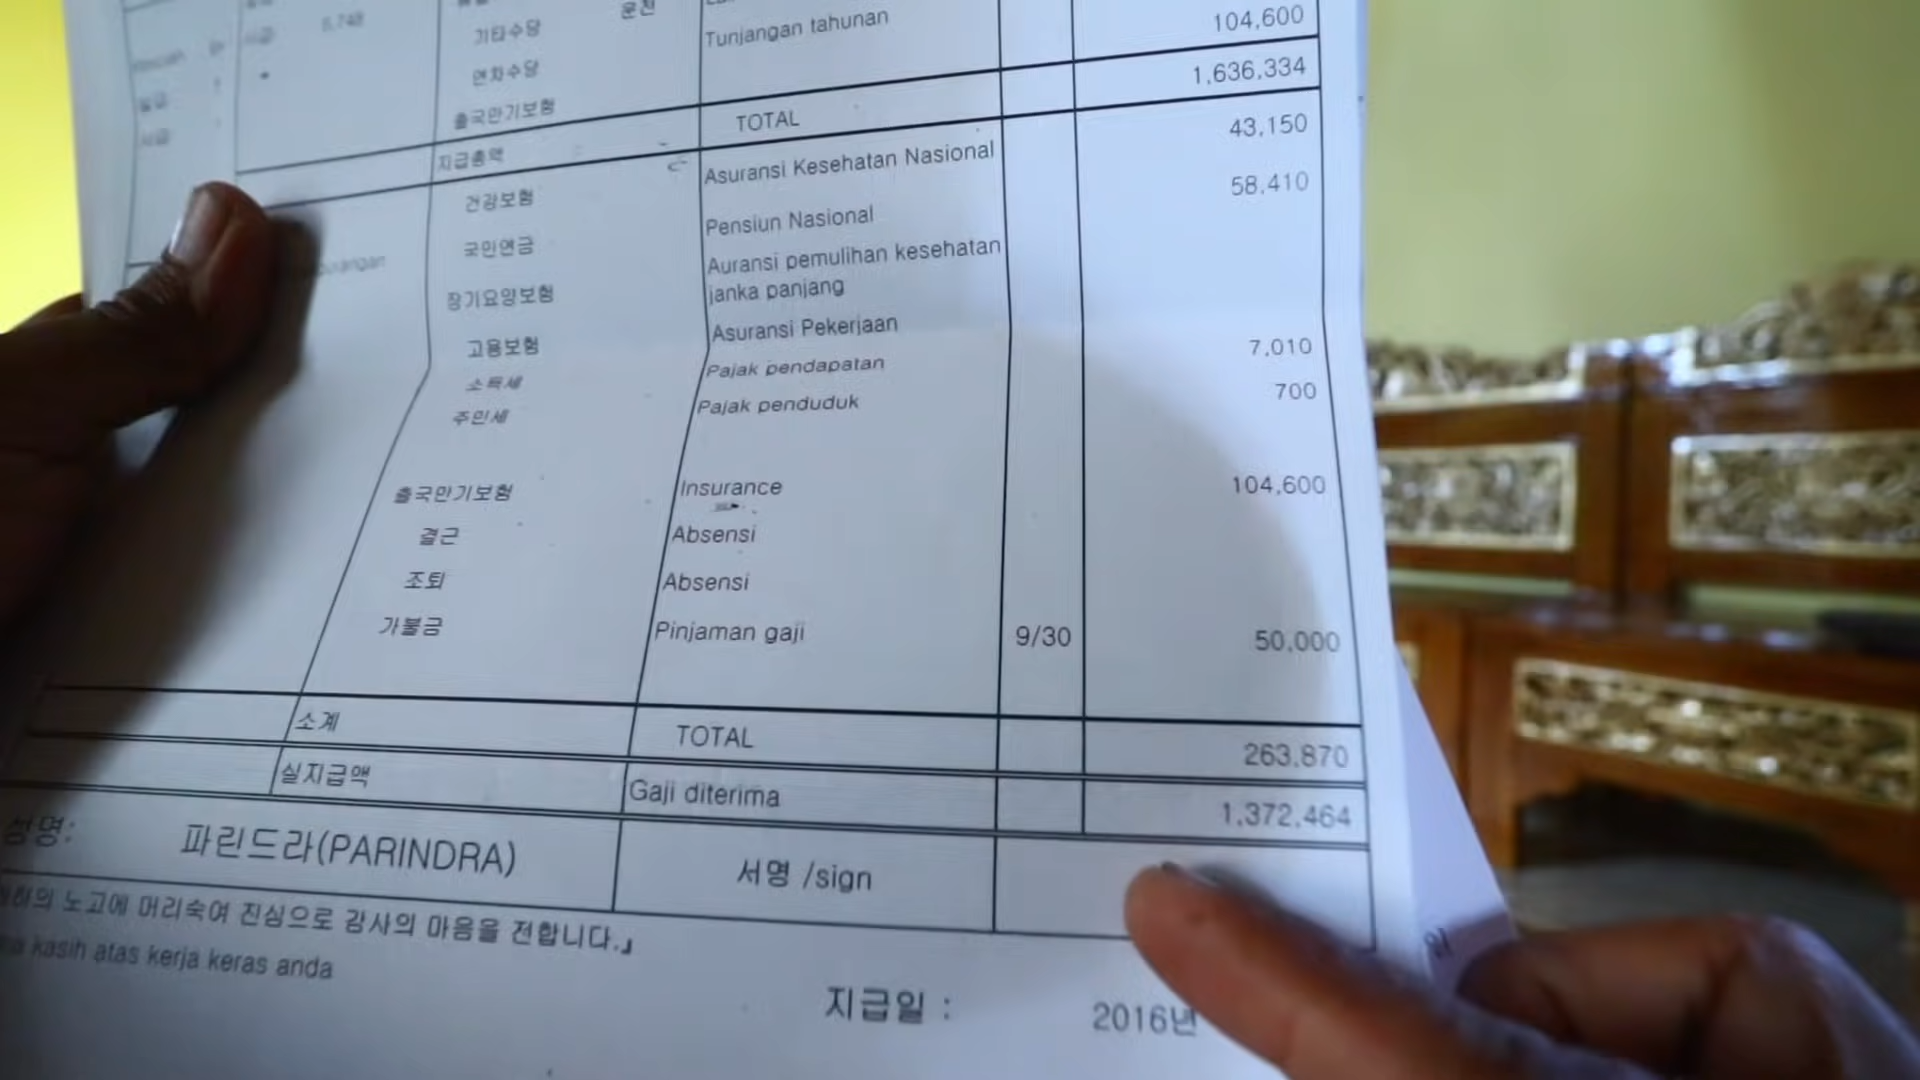 운전
기타수당
Tunjangan tahunan
104,600
연차수당
출국만기보험
1,636,334
지급총액 TOTAL
43,150
건강보험 Asuransi Kesehatan Nasional
58,410
국민연금 Pensiun Nasional
장기요양보험 Auransi pemulihan kesehatan
janka panjang
고용보험 Asuransi Pekerjaan
7,010
소득세 Pajak pendapatan
700
주민세 Pajak penduduk
출국만기보험 Insurance 104,600
결근 Absensi
조퇴 Absensi
가불금 Pinjaman gaji 9/30 50,000
소계 TOTAL 263,870
실지급액 Gaji diterima 1,372,464
성명: 파린드라(PARINDRA) 서명 /sign
노고에 머리숙여 진심으로 감사의 마음을 전합니다.』
kasih atas kerja keras anda
지급일 : 2016년